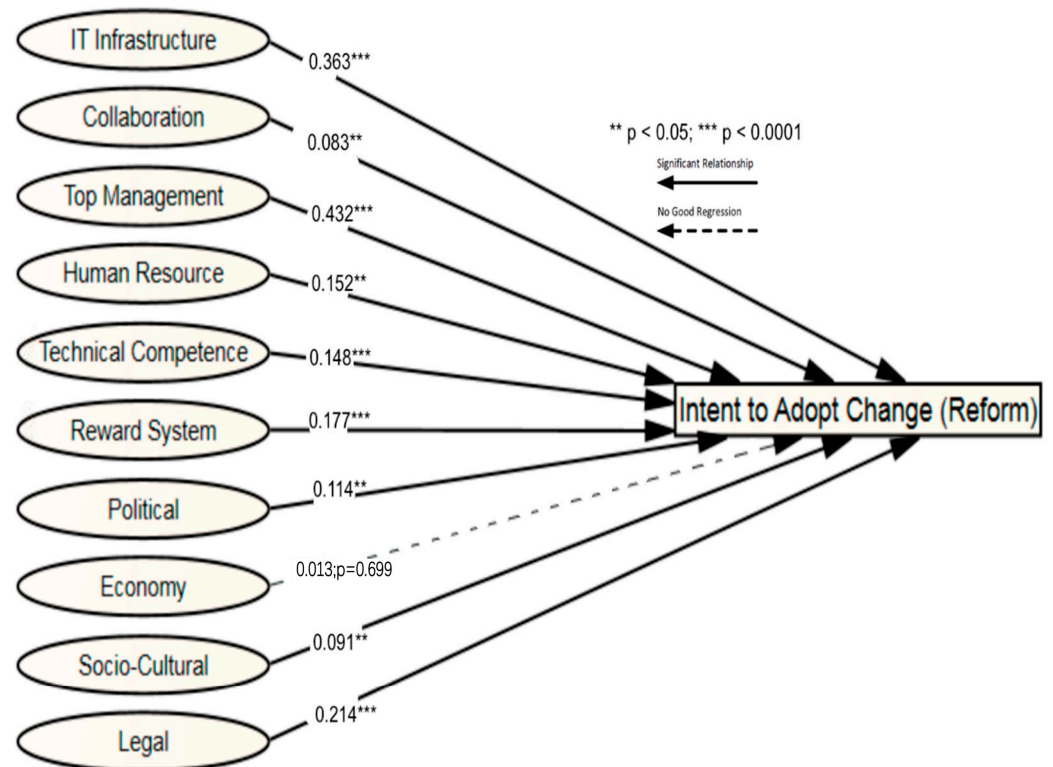 IT Infrastructure
0.363***
Collaboration
0.083**
** p < 0.05; *** p < 0.0001
Significant Relationship
Top Management
0.432***
No Good Regression
Human Resource
0.152**
Technical Competence
0.148***
Intent to Adopt Change (Reform)
Reward System
0.177***
Political
0.114**
Economy
0.013;p=0.699
Socio-Cultural
0.091**
Legal
0.214***